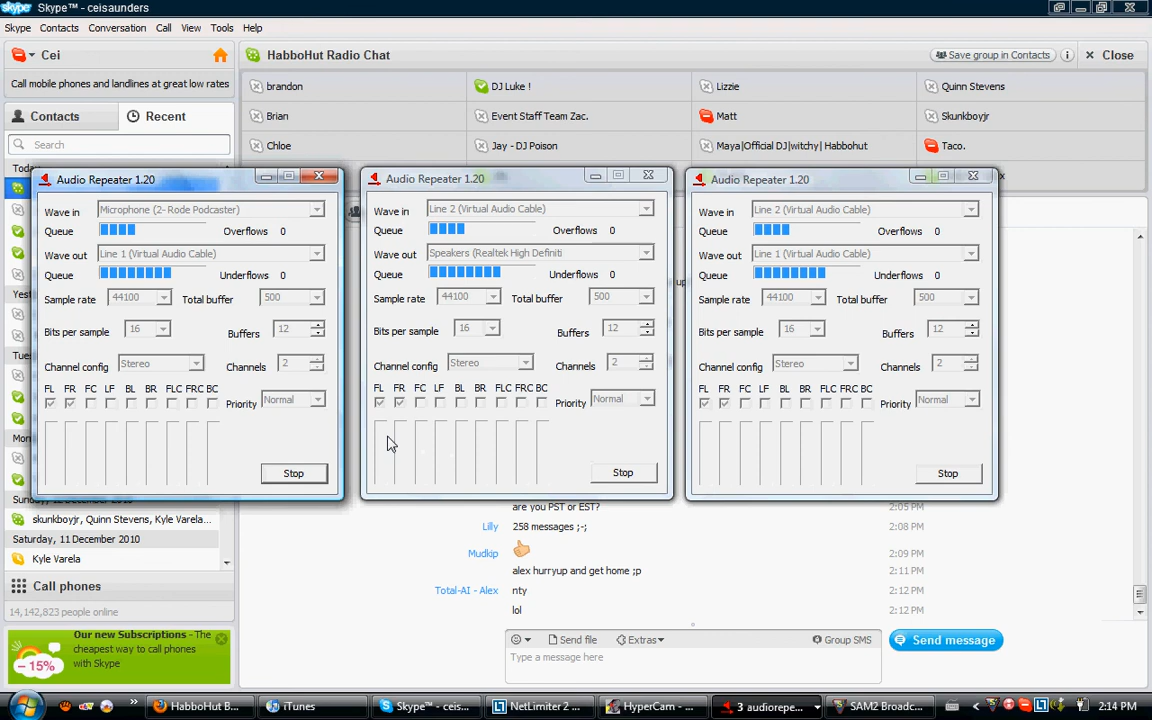 Skype™ - ceisaunders
Skype Contacts Conversation Call View Tools Help
Cei
Call mobile phones and landlines at great low rates
Contacts
Recent
Search
HabboHut Radio Chat
Save group in Contacts
Close
brandon
DJ Luke !
Lizzie
Quinn Stevens
Brian
Event Staff Team Zac.
Matt
Skunkboyjr
Chloe
Jay - DJ Poison
Maya|Official DJ|witchy| Habbohut
Taco.
Audio Repeater 1.20
Wave in
Microphone (2- Rode Podcaster)
Queue
Overflows 0
Wave out
Line 1 (Virtual Audio Cable)
Queue
Underflows 0
Sample rate 44100 Total buffer 500
Bits per sample 16 Buffers 12
Channel config Stereo Channels 2
FL FR FC LF BL BR FLC FRC BC
Priority Normal
Stop
Audio Repeater 1.20
Wave in
Line 2 (Virtual Audio Cable)
Queue
Overflows 0
Wave out
Speakers (Realtek High Definiti
Queue
Underflows 0
Sample rate 44100 Total buffer 500
Bits per sample 16 Buffers 12
Channel config Stereo Channels 2
FL FR FC LF BL BR FLC FRC BC
Priority Normal
Stop
Audio Repeater 1.20
Wave in
Line 2 (Virtual Audio Cable)
Queue
Overflows 0
Wave out
Line 1 (Virtual Audio Cable)
Queue
Underflows 0
Sample rate 44100 Total buffer 500
Bits per sample 16 Buffers 12
Channel config Stereo Channels 2
FL FR FC LF BL BR FLC FRC BC
Priority Normal
Stop
skunkboyjr, Quinn Stevens, Kyle Varela...
Saturday, 11 December 2010
Kyle Varela
Call phones
14,142,823 people online
Our new Subscriptions - The
cheapest way to call phones
with Skype
- 15%
are you PST or EST? 2:05 PM
Lilly 258 messages ;-; 2:08 PM
Mudkip 2:09 PM
alex hurryup and get home ;p 2:11 PM
Total-AI - Alex nty 2:12 PM
lol 2:12 PM
Send file
Extras
Group SMS
Type a message here
Send message
HabboHut B...
iTunes
Skype™ - ceis...
NetLimiter 2 ...
HyperCam - ...
3 audiorepe...
SAM2 Broadc...
2:14 PM